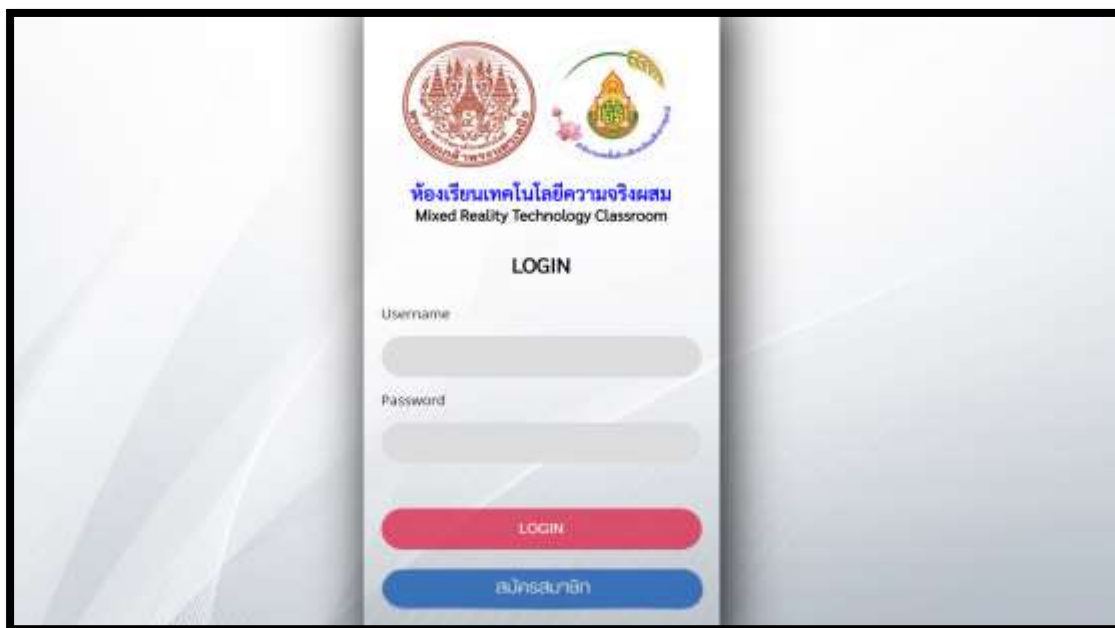 ห้องเรียนเทคโนโลยีความจริงผสม
Mixed Reality Technology Classroom
LOGIN
Username
Password
LOGIN
สมัครสมาชิก